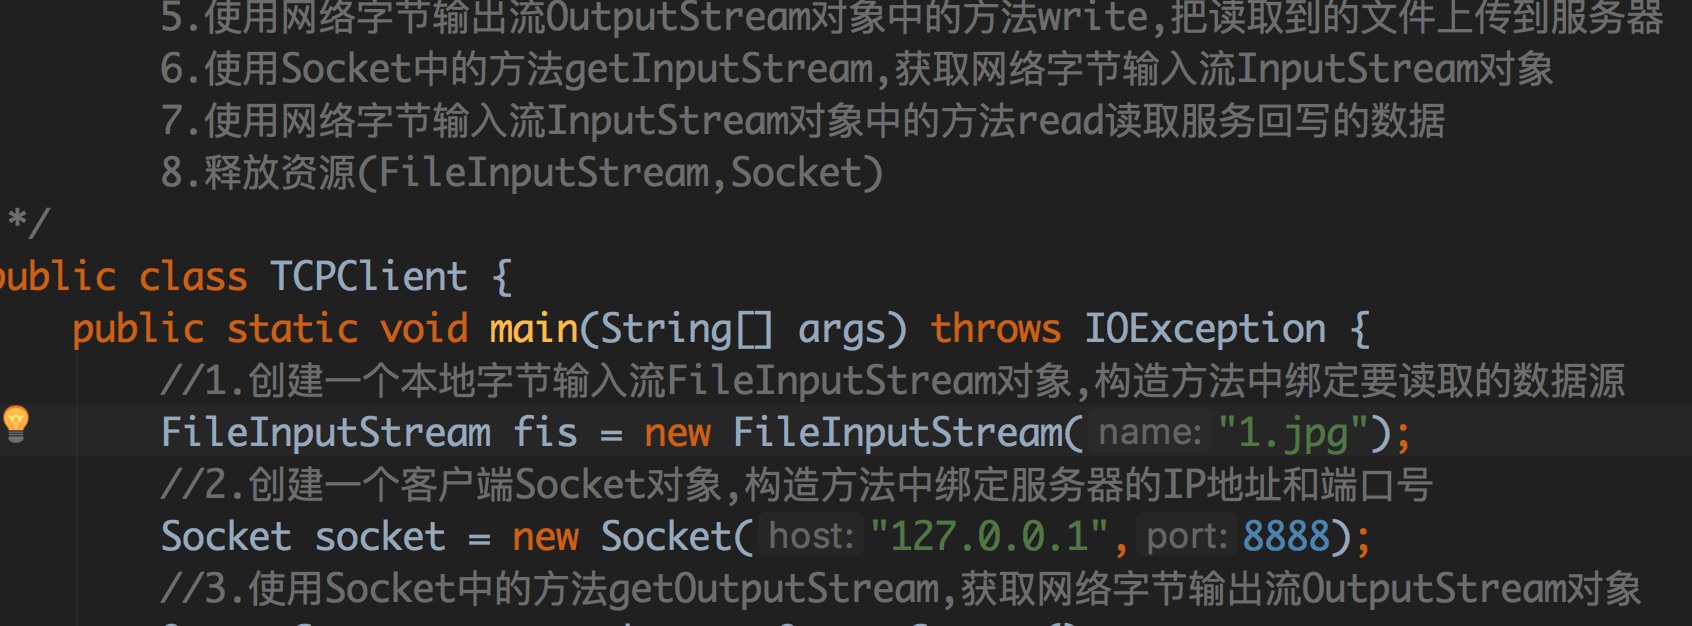 5.使用网络字节输出流OutputStream对象中的方法write,把读取到的文件上传到服务器
6.使用Socket中的方法getInputStream,获取网络字节输入流InputStream对象
7.使用网络字节输入流InputStream对象中的方法read读取服务回写的数据
8.释放资源(FileInputStream,Socket)
*/
public class TCPClient {
public static void main(String[] args) throws IOException {
//1.创建一个本地字节输入流FileInputStream对象,构造方法中绑定要读取的数据源
FileInputStream fis = new FileInputStream( name: "1.jpg");
//2.创建一个客户端Socket对象,构造方法中绑定服务器的IP地址和端口号
Socket socket = new Socket( host: "127.0.0.1", port: 8888);
//3.使用Socket中的方法getOutputStream,获取网络字节输出流OutputStream对象